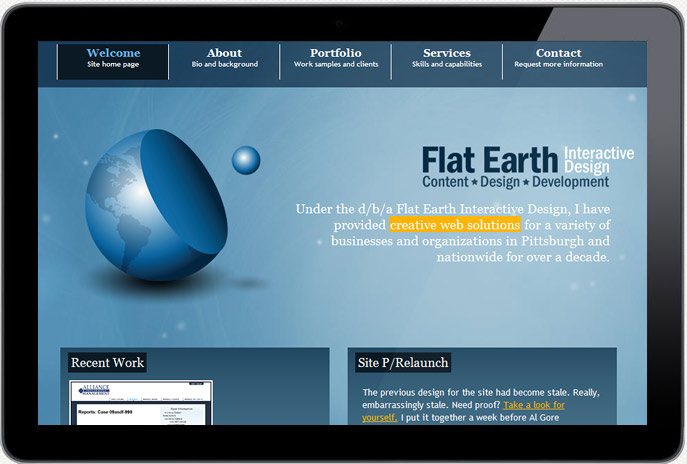 Welcome
Site home page
About
Bio and background
Portfolio
Work samples and clients
Services
Skills and capabilities
Contact
Request more information
Flat Earth Interactive Design
Content ★ Design ★ Development
Under the d/b/a Flat Earth Interactive Design, I have
provided creative web solutions for a variety of
businesses and organizations in Pittsburgh and
nationwide for over a decade.
Recent Work
ALLIANCE
MANAGEMENT
Reports: Case 09asdf-098
Site P/Relaunch
The previous design for the site had become stale. Really,
embarrassingly stale. Need proof? Take a look for
yourself. I put it together a week before Al Gore